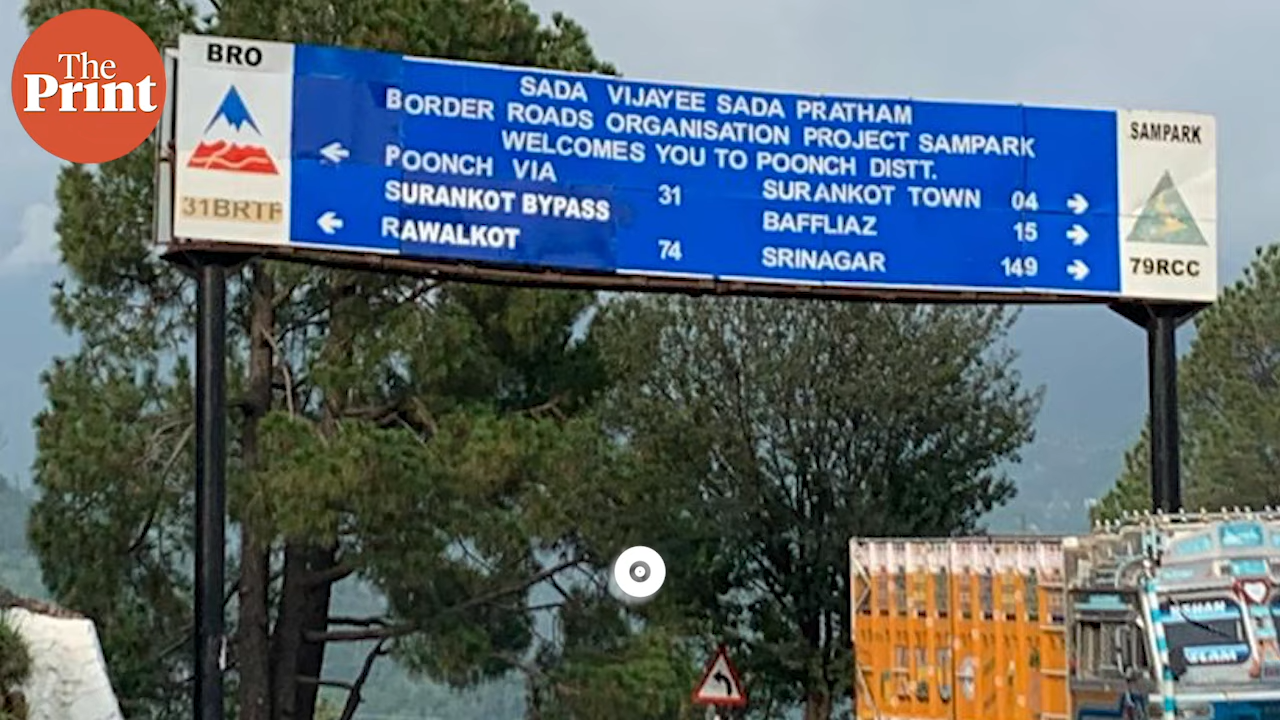 The
Print
BRO
31BRTF
SADA VIJAYEE SADA PRATHAM
BORDER ROADS ORGANISATION PROJECT SAMPARK
WELCOMES YOU TO POONCH DISTT.
← POONCH VIA
SURANKOT BYPASS 31
← RAWALKOT 74
SURANKOT TOWN 04 →
BAFFLIAZ 15 →
SRINAGAR 149 →
SAMPARK
79RCC